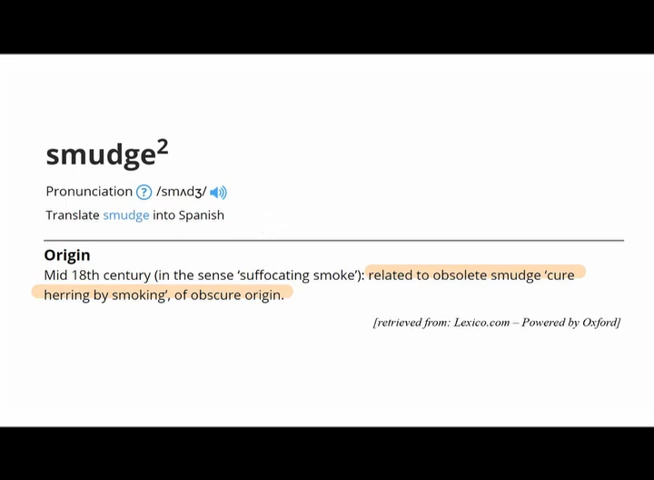 smudge²
Pronunciation ? /smʌdʒ/
Translate smudge into Spanish
Origin
Mid 18th century (in the sense ‘suffocating smoke’): related to obsolete smudge ‘cure
herring by smoking’, of obscure origin.
[retrieved from: Lexico.com – Powered by Oxford]